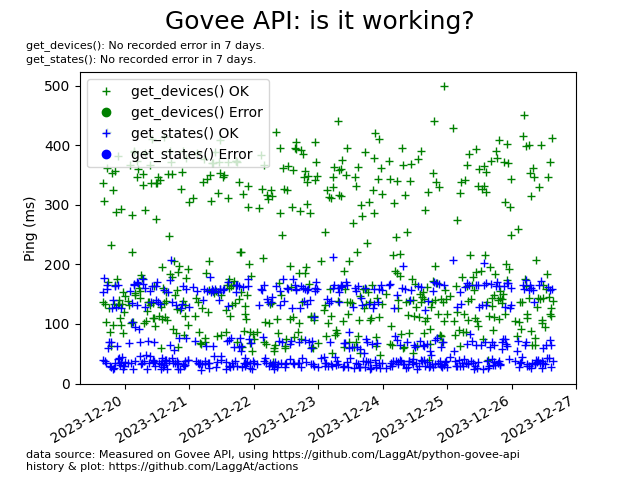 Govee API: is it working?
get_devices(): No recorded error in 7 days.
get_states(): No recorded error in 7 days.
get_devices() OK
get_devices() Error
get_states() OK
get_states() Error
Ping (ms)
500
400
300
200
100
0
2023-12-20
2023-12-21
2023-12-22
2023-12-23
2023-12-24
2023-12-25
2023-12-26
2023-12-27
data source: Measured on Govee API, using https://github.com/LaggAt/python-govee-api
history & plot: https://github.com/LaggAt/actions